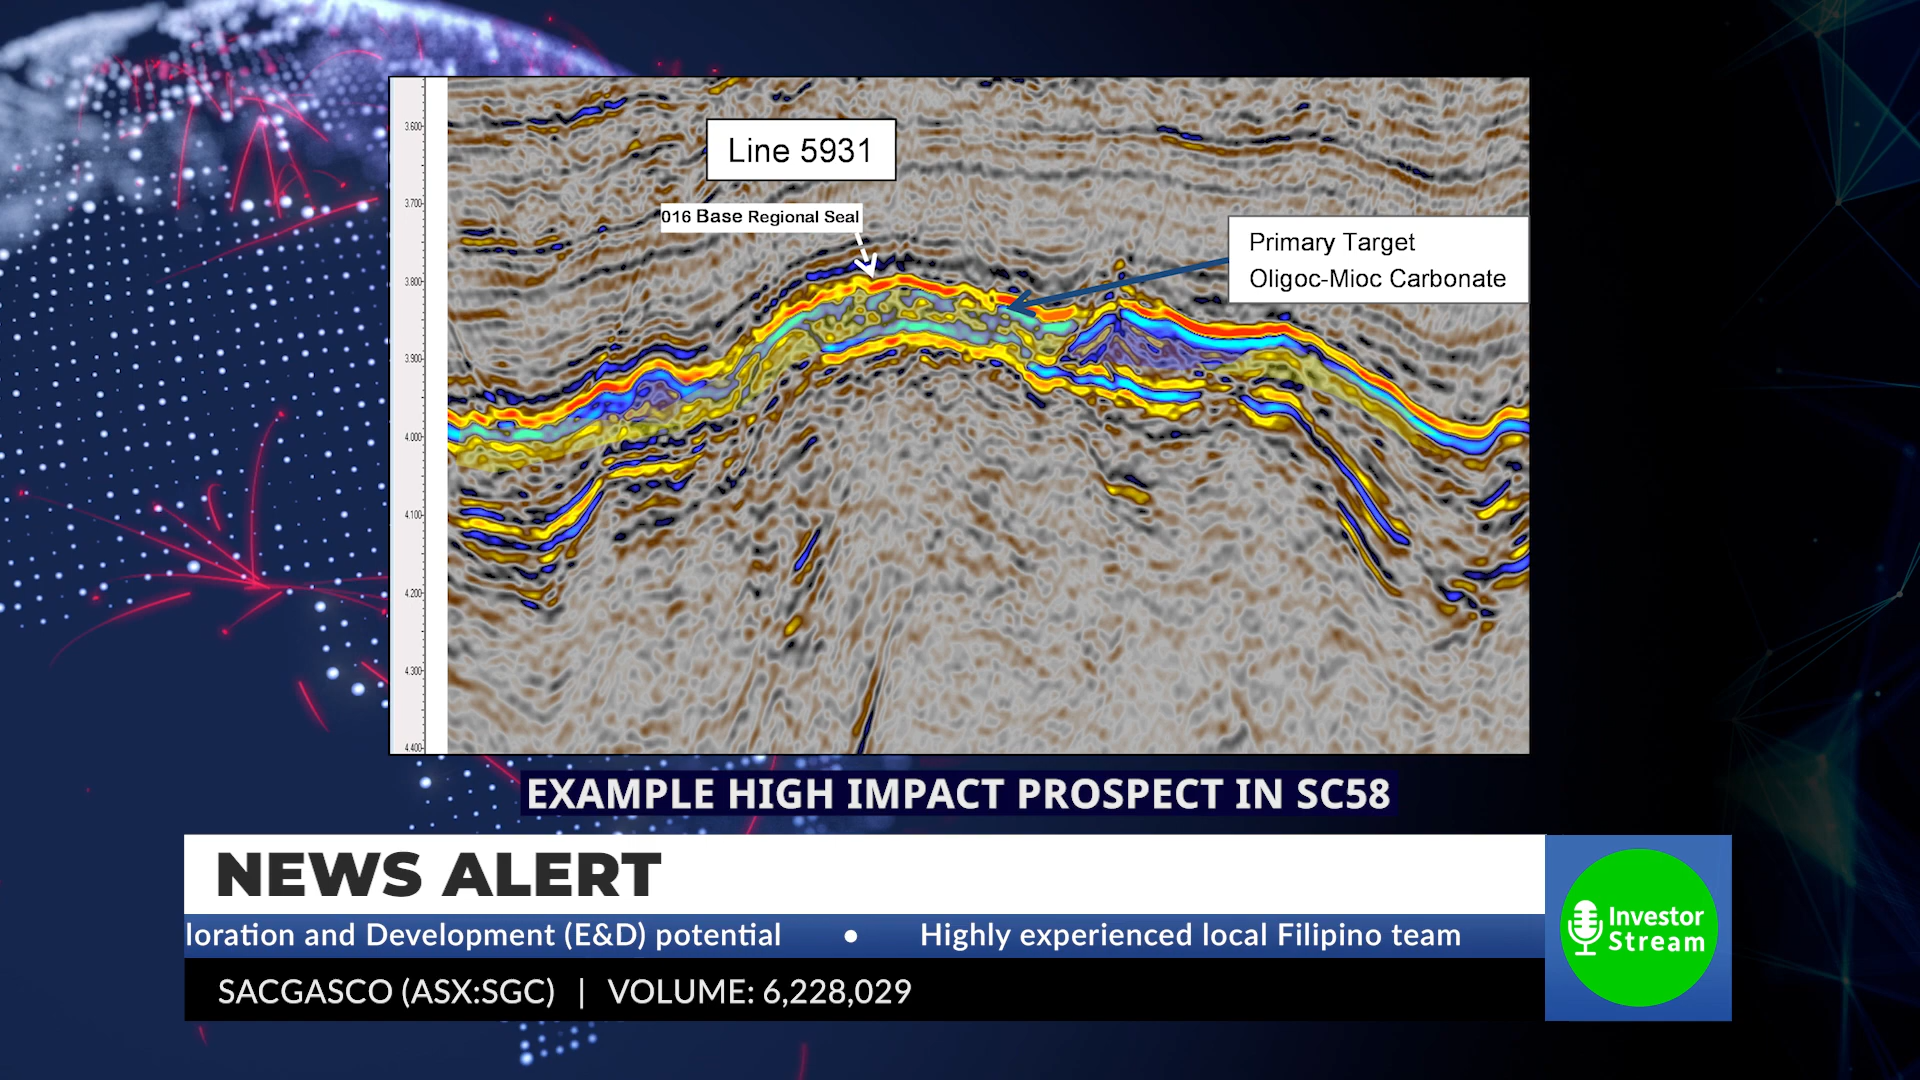 3.600
Line 5931
3.700
016 Base Regional Seal
Primary Target
Oligoc-Mioc Carbonate
3.800
3.900
4.000
4.100
4.200
4.300
4.400
EXAMPLE HIGH IMPACT PROSPECT IN SC58
NEWS ALERT
loration and Development (E&D) potential • Highly experienced local Filipino team
SACGASCO (ASX:SGC) | VOLUME: 6,228,029
Investor
Stream